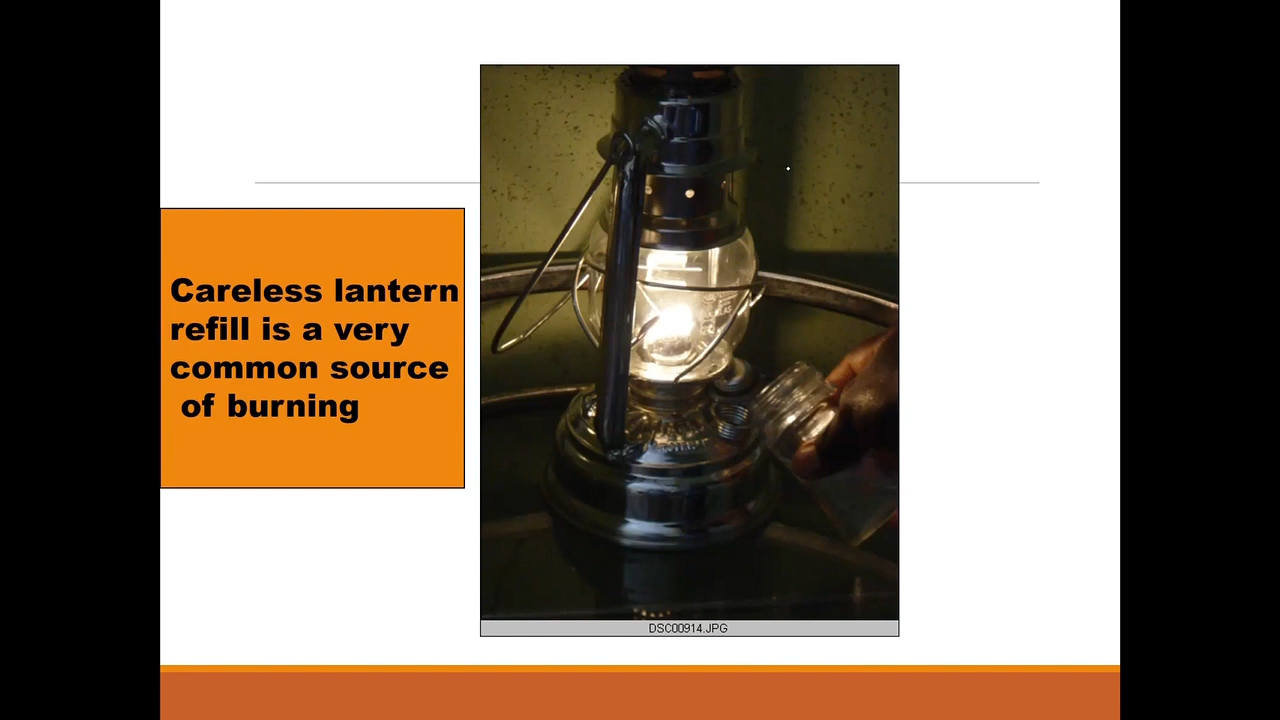 Careless lantern
refill is a very
common source
of burning
DSC00914.JPG